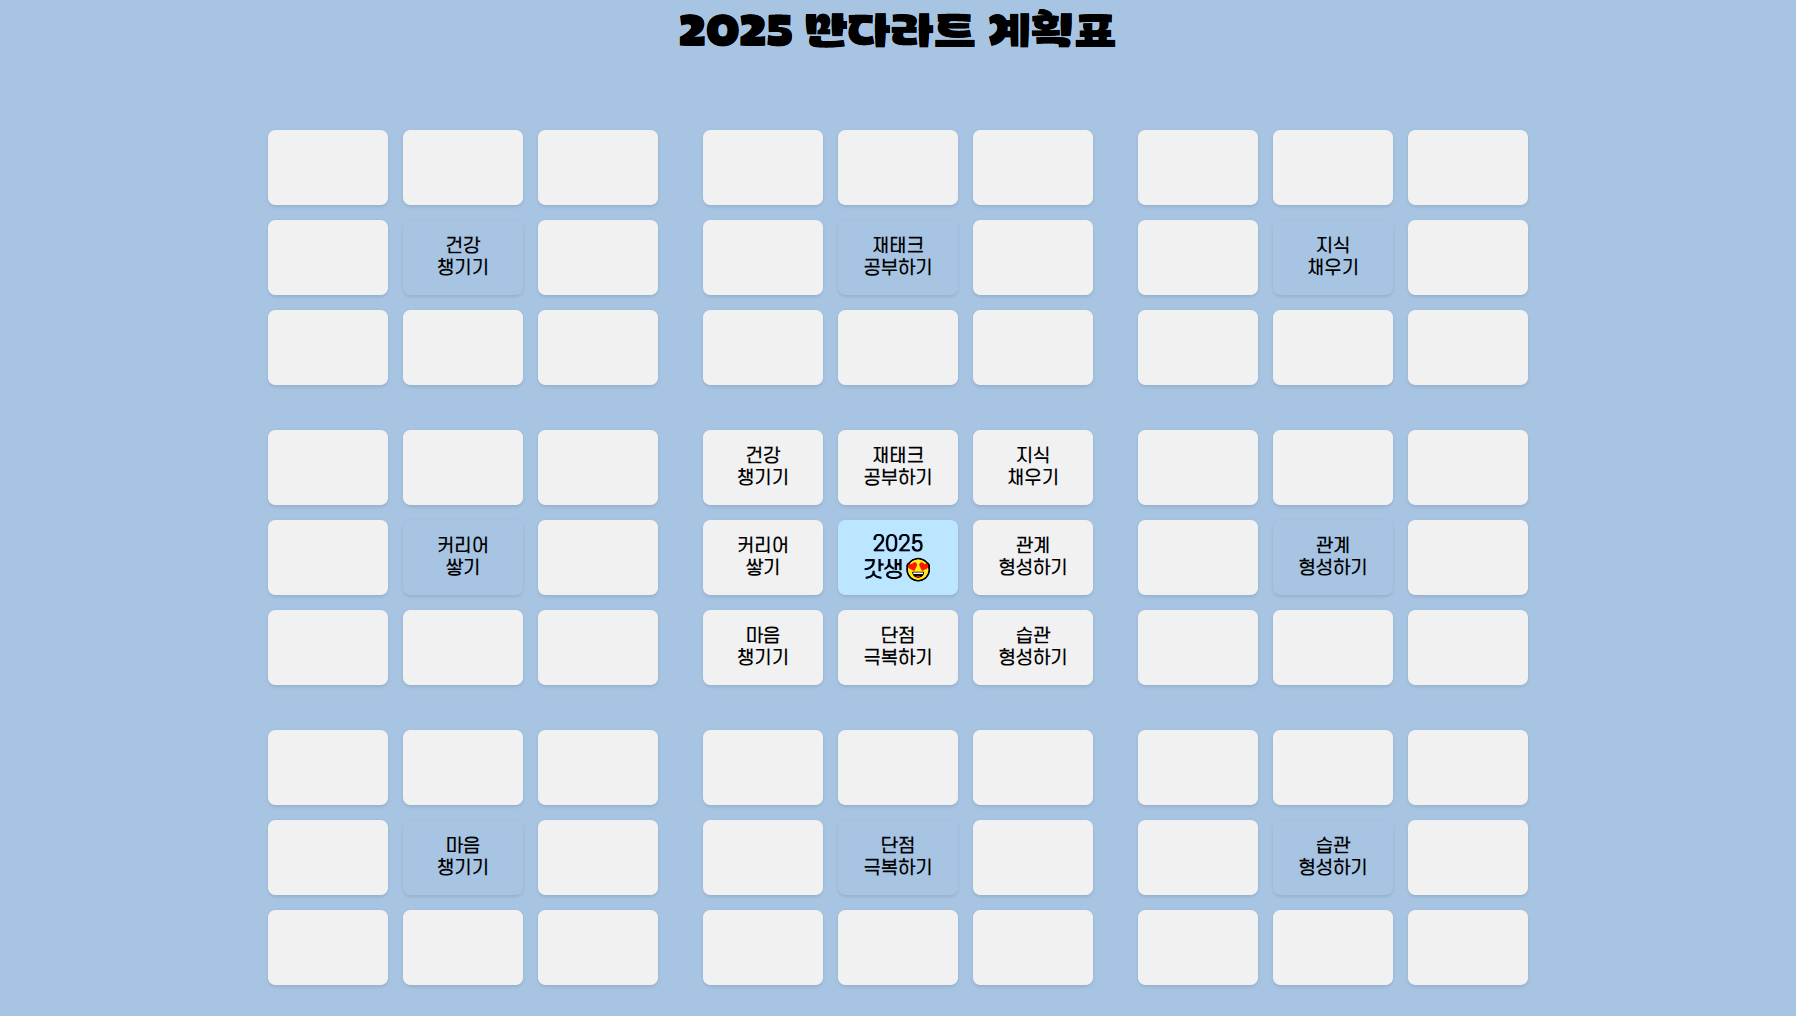 2025 만다라트 계획표
건강
챙기기
재태크
공부하기
지식
채우기
건강
챙기기
재태크
공부하기
지식
채우기
커리어
쌓기
커리어
쌓기
2025
갓생😍
관계
형성하기
관계
형성하기
마음
챙기기
단점
극복하기
습관
형성하기
마음
챙기기
단점
극복하기
습관
형성하기